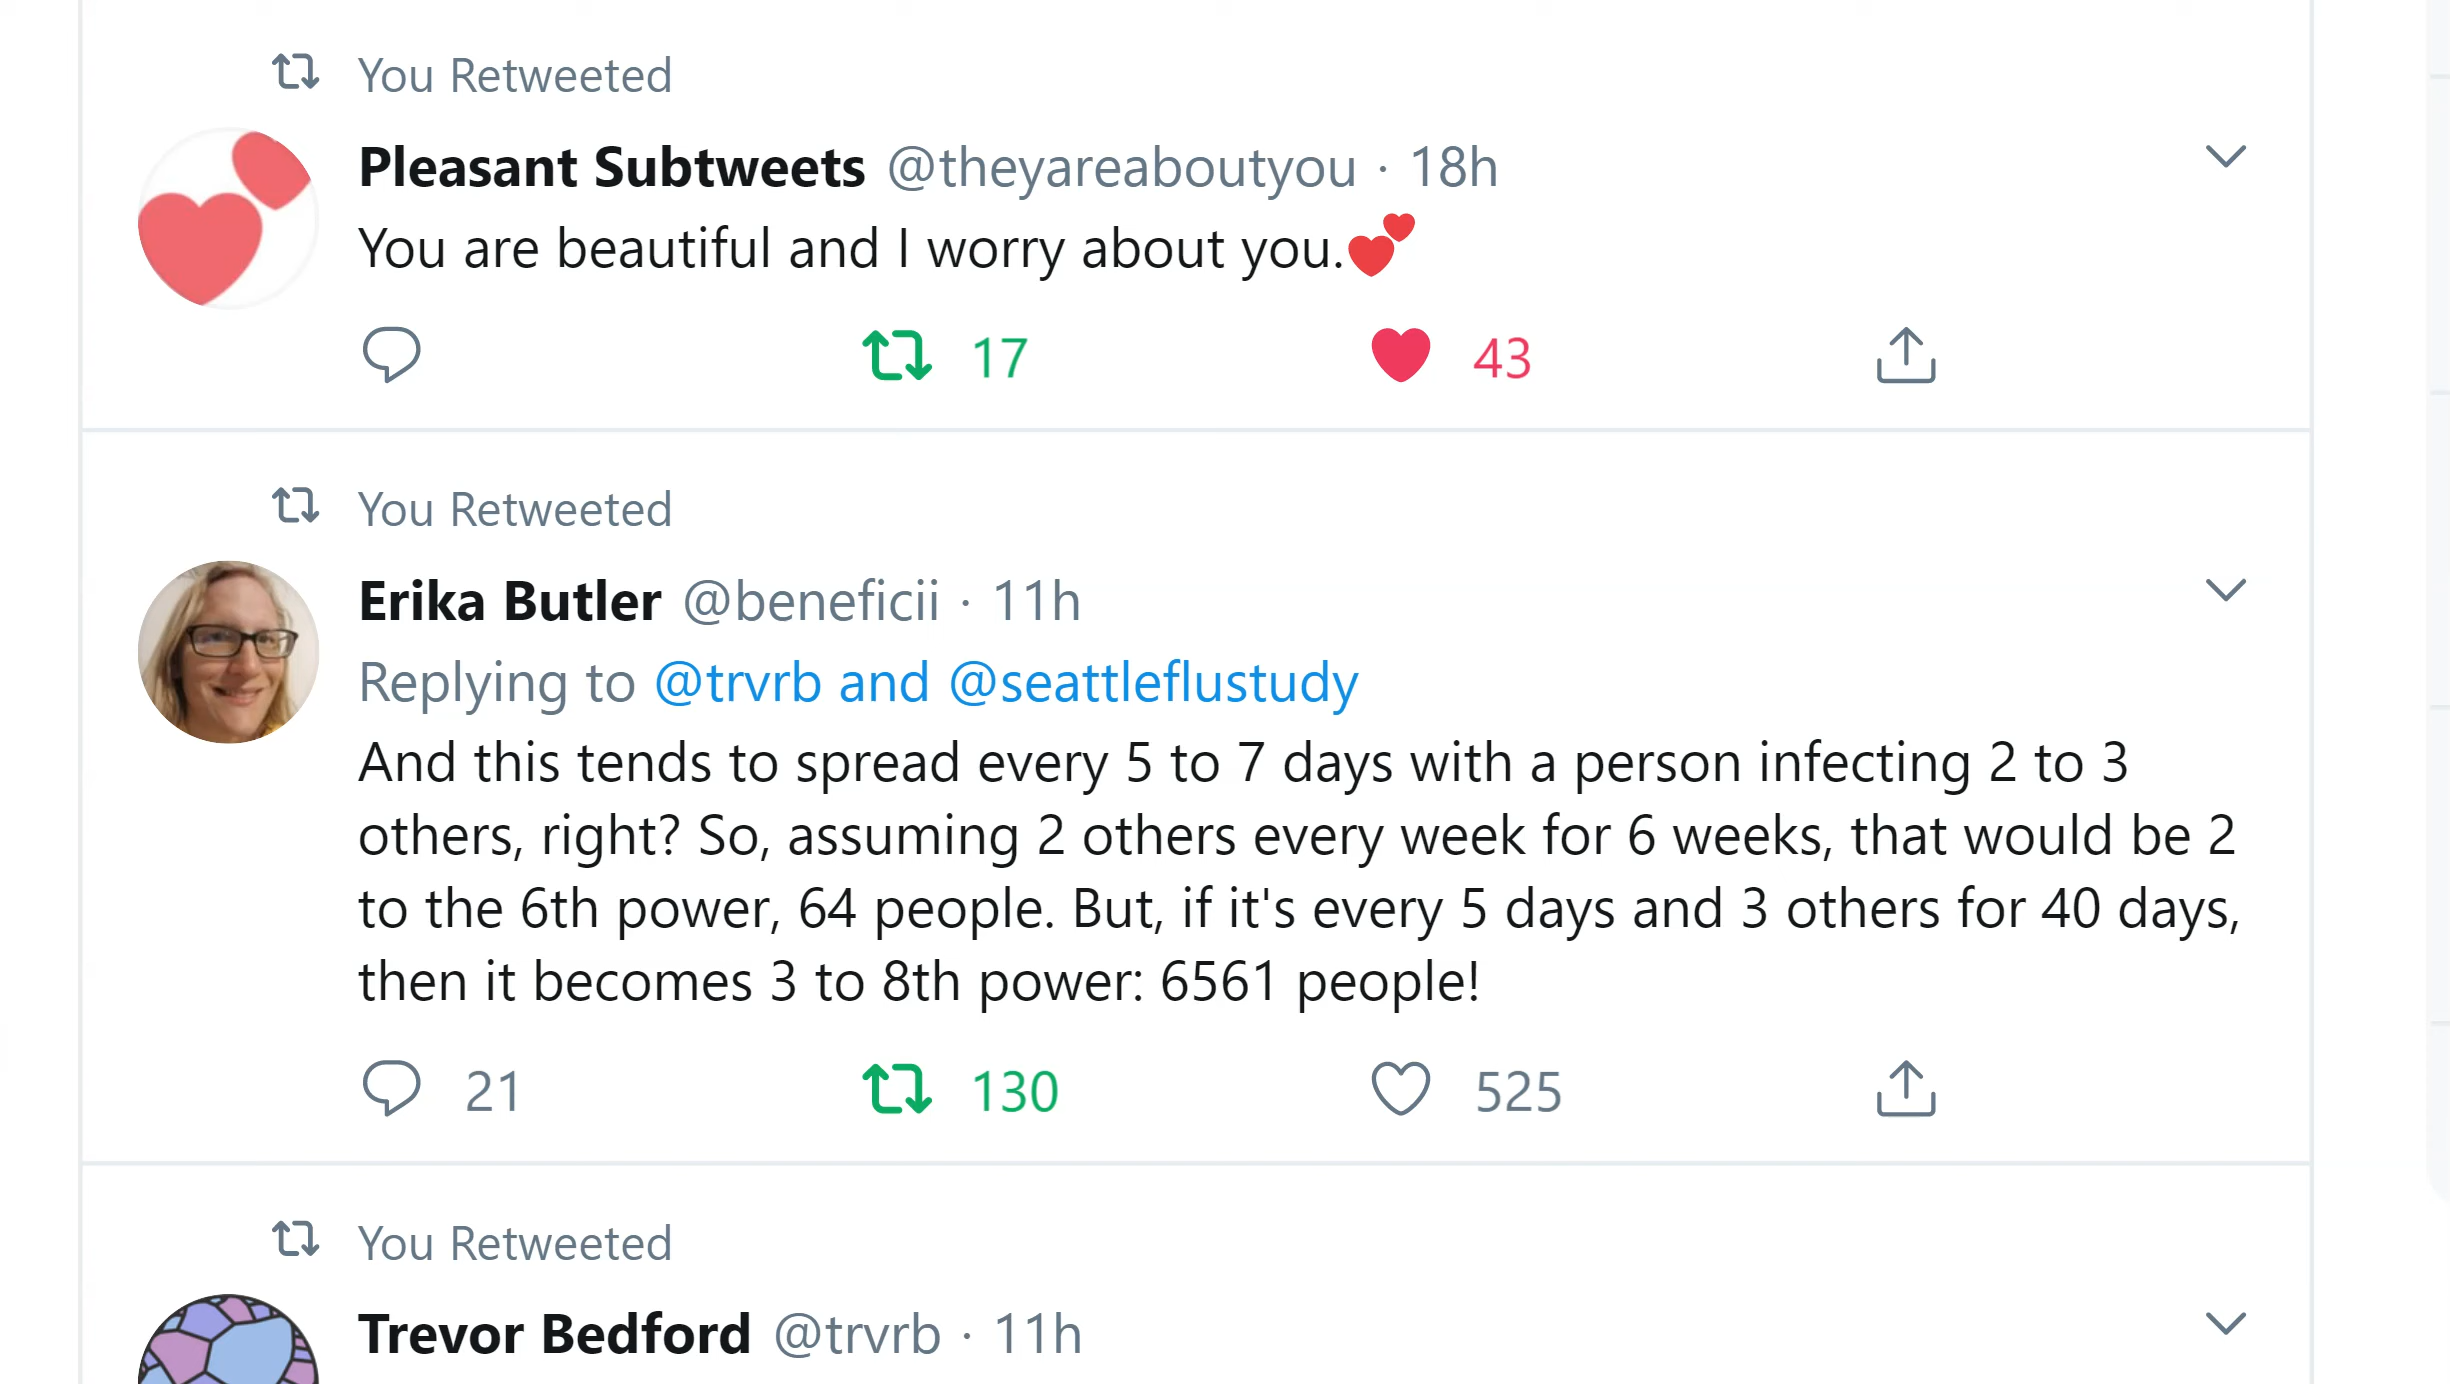 You Retweeted
Pleasant Subtweets @theyareaboutyou · 18h
You are beautiful and I worry about you.💕
17 43
You Retweeted
Erika Butler @beneficii · 11h
Replying to @trvrb and @seattleflustudy
And this tends to spread every 5 to 7 days with a person infecting 2 to 3
others, right? So, assuming 2 others every week for 6 weeks, that would be 2
to the 6th power, 64 people. But, if it's every 5 days and 3 others for 40 days,
then it becomes 3 to 8th power: 6561 people!
21 130 525
You Retweeted
Trevor Bedford @trvrb · 11h